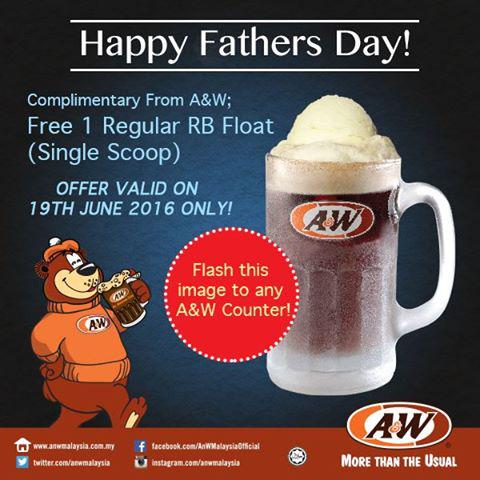 Happy Fathers Day!
Complimentary From A&W;
Free 1 Regular RB Float
(Single Scoop)
OFFER VALID ON
19TH JUNE 2016 ONLY!
A&W
Flash this
image to any
A&W Counter!
A&W
A&W
www.anwmalaysia.com.my
facebook.com/AnWMalaysiaOfficial
twitter.com/anwmalaysia
instagram.com/anwmalaysia
A&W
MORE THAN THE USUAL